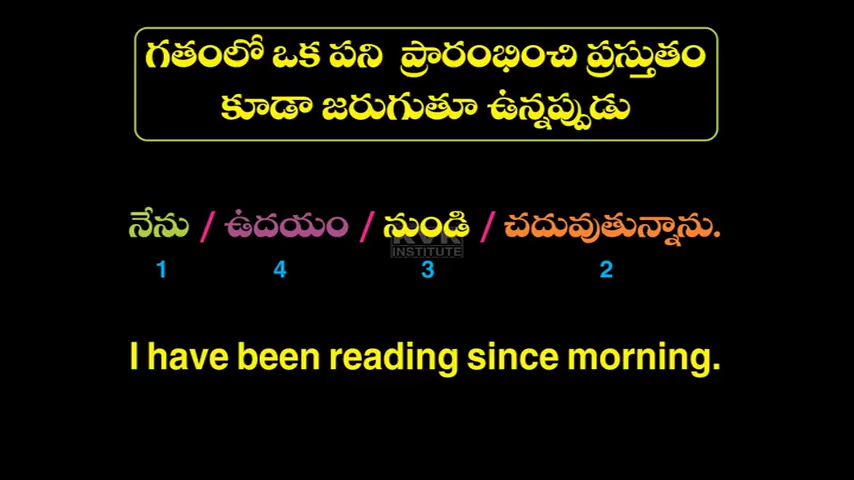 గతంలో ఒక పని ప్రారంభించి ప్రస్తుతం
కూడా జరుగుతూ ఉన్నప్పుడు
నేను / ఉదయం / నుండి / చదువుతున్నాను.
KVR
INSTITUTE
1 4 3 2
I have been reading since morning.